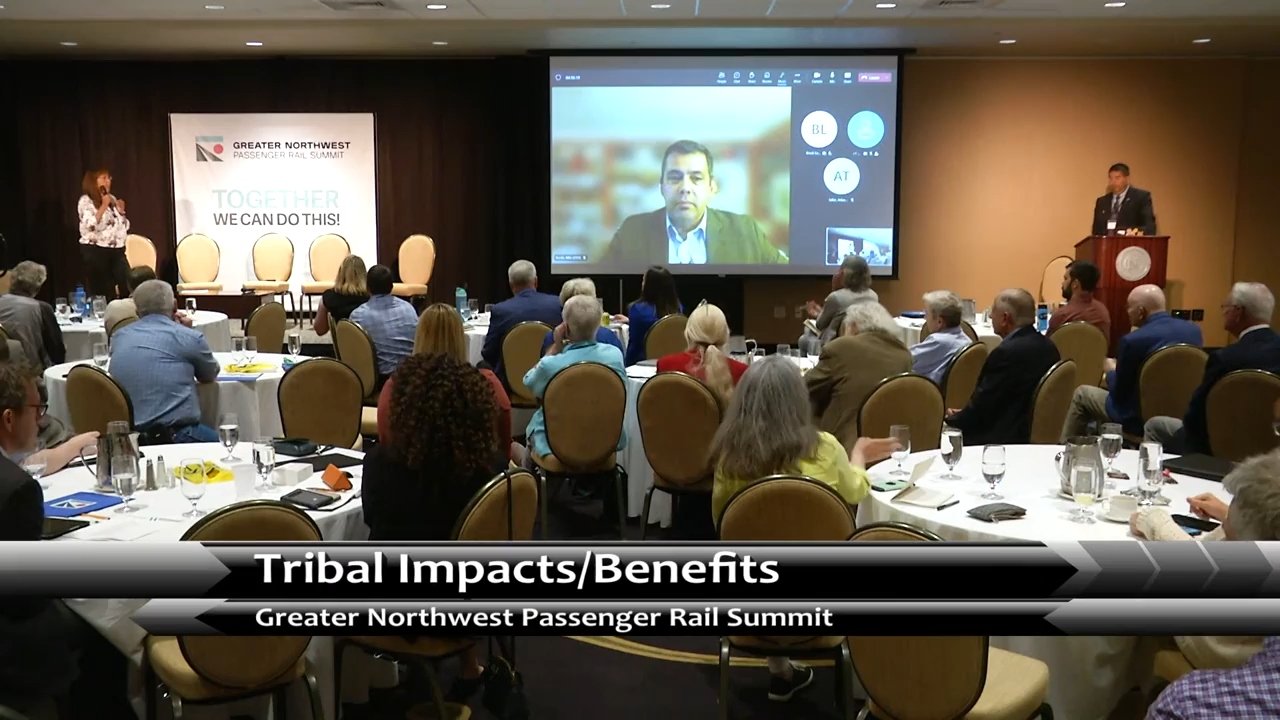 GREATER NORTHWEST
PASSENGER RAIL SUMMIT
TOGETHER
WE CAN DO THIS!
BL
AT
Tribal Impacts/Benefits
Greater Northwest Passenger Rail Summit